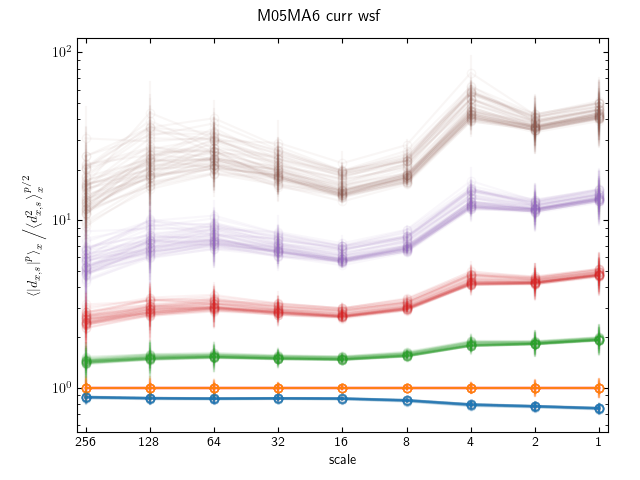 M05MA6 curr wsf
10²
10¹
10⁰
⟨|d_{x,s}|^p⟩_x / ⟨d²_{x,s}⟩_x^{p/2}
256 128 64 32 16 8 4 2 1
scale